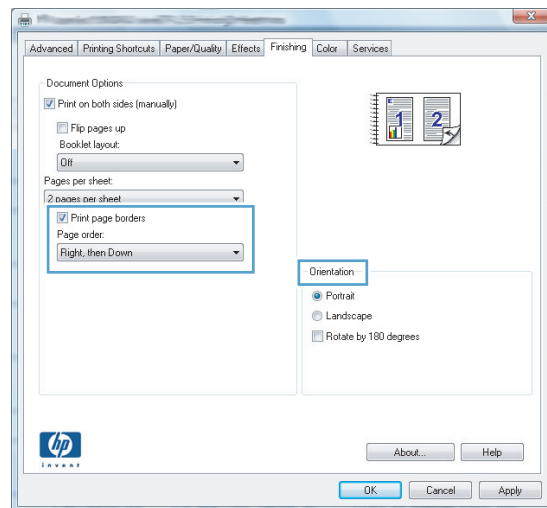 Advanced Printing Shortcuts Paper/Quality Effects Finishing Color Services
Document Options
Print on both sides (manually)
Flip pages up
Booklet layout:
Off
Pages per sheet:
2 pages per sheet
Print page borders
Page order:
Right, then Down
1 2
Orientation
Portrait
Landscape
Rotate by 180 degrees
hp
invent
About... Help
OK Cancel Apply